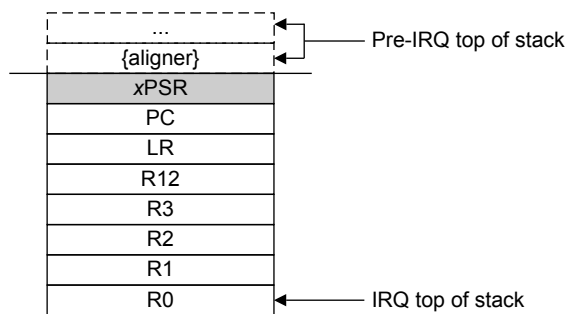 ...
Pre-IRQ top of stack
{aligner}
xPSR
PC
LR
R12
R3
R2
R1
R0
IRQ top of stack